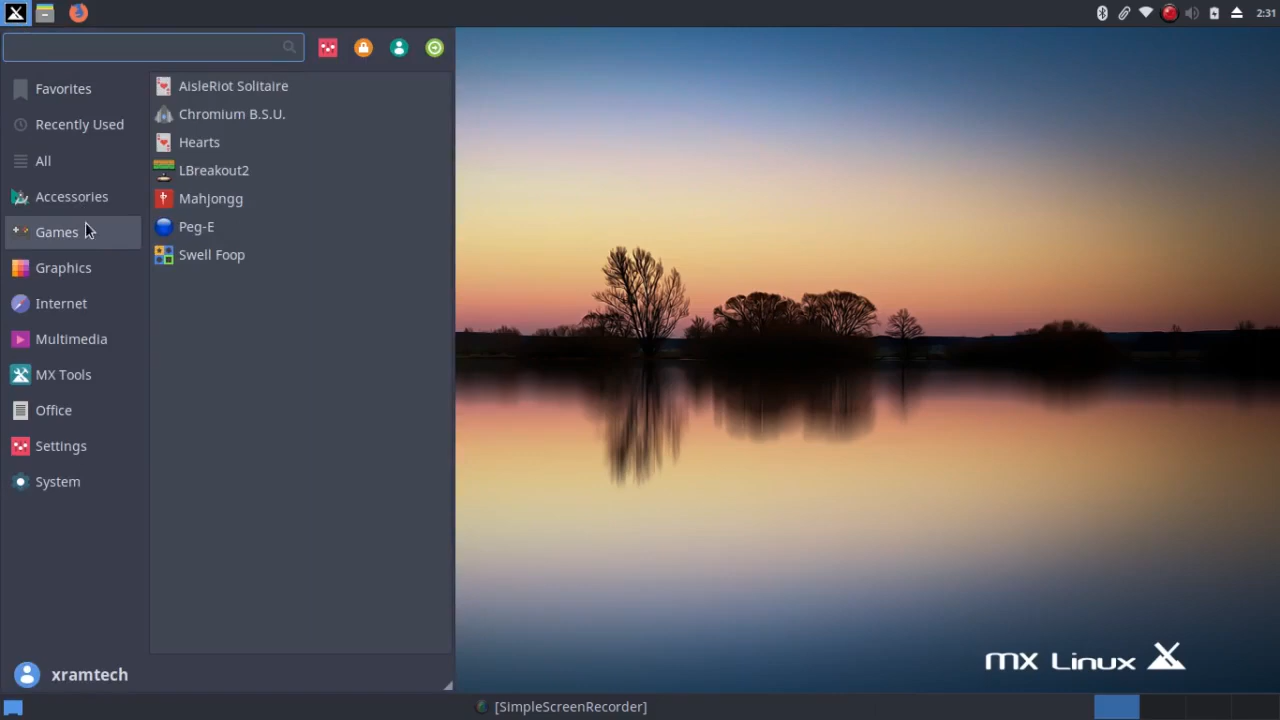 2:31
Favorites
Recently Used
All
Accessories
Games
Graphics
Internet
Multimedia
MX Tools
Office
Settings
System
AisleRiot Solitaire
Chromium B.S.U.
Hearts
LBreakout2
Mahjongg
Peg-E
Swell Foop
xramtech
MX Linux
[SimpleScreenRecorder]